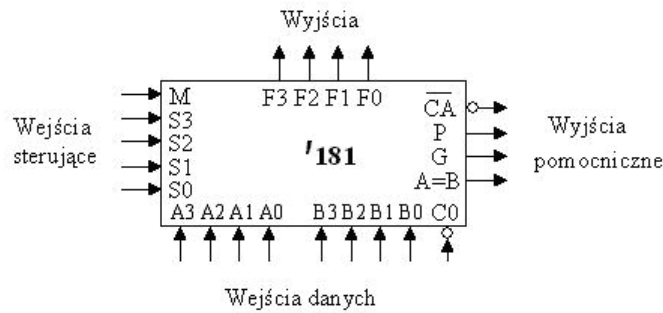 Wyjścia
M F3 F2 F1 F0 CA
S3
Wejścia S2 P Wyjścia
sterujące S1 '181 G pomocnicze
S0 A=B
A3 A2 A1 A0 B3 B2 B1 B0 C0
Wejścia danych